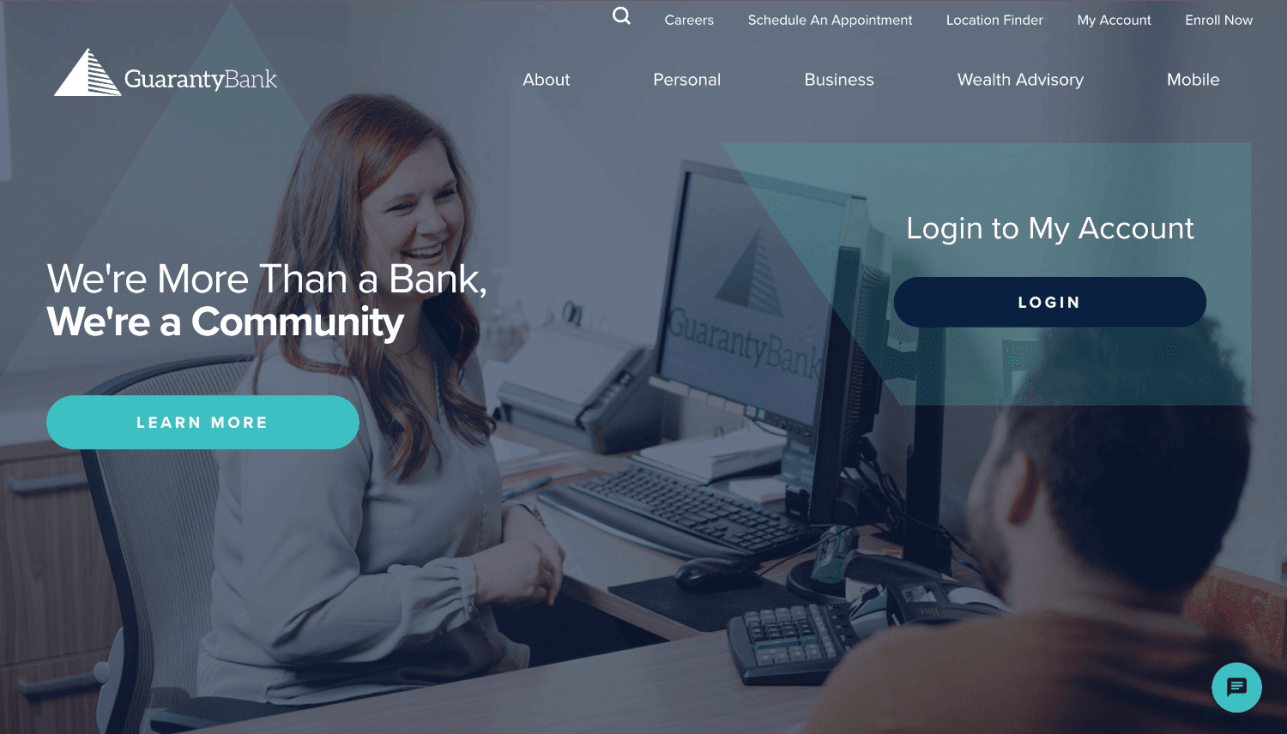 Careers Schedule An Appointment Location Finder My Account Enroll Now
GuarantyBank
About Personal Business Wealth Advisory Mobile
Login to My Account
LOGIN
We're More Than a Bank,
We're a Community
LEARN MORE
GuarantyBank